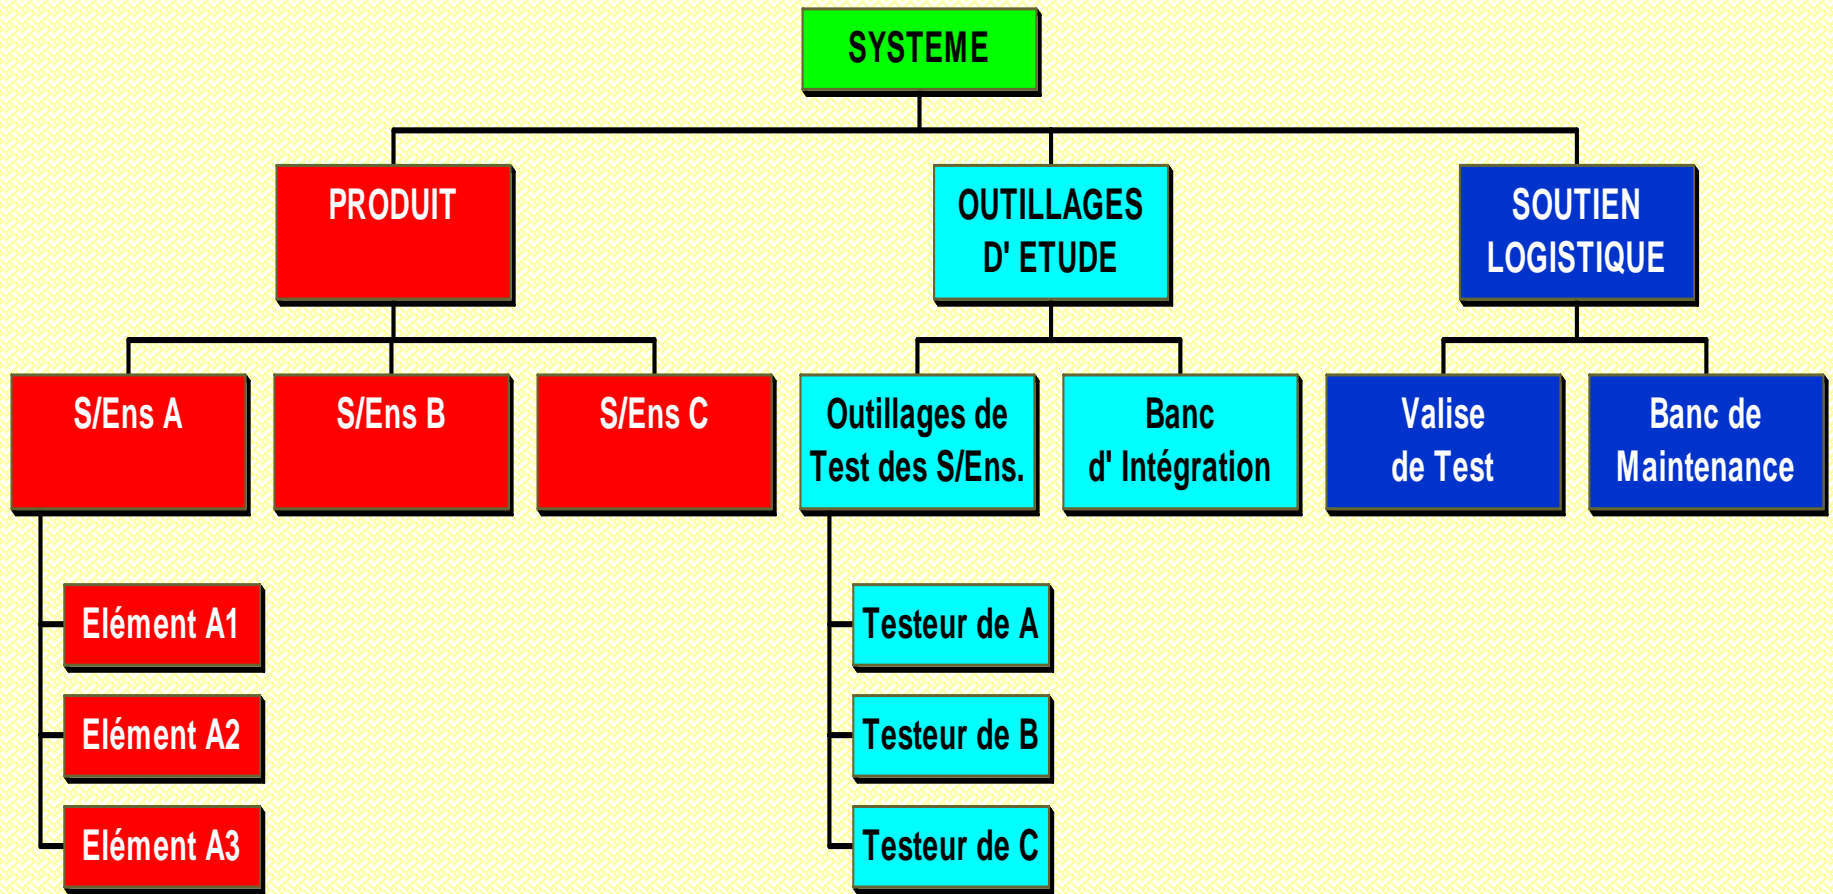 SYSTEME
PRODUIT
OUTILLAGES
D' ETUDE
SOUTIEN
LOGISTIQUE
S/Ens A
S/Ens B
S/Ens C
Outillages de
Test des S/Ens.
Banc
d' Intégration
Valise
de Test
Banc de
Maintenance
Elément A1
Elément A2
Elément A3
Testeur de A
Testeur de B
Testeur de C